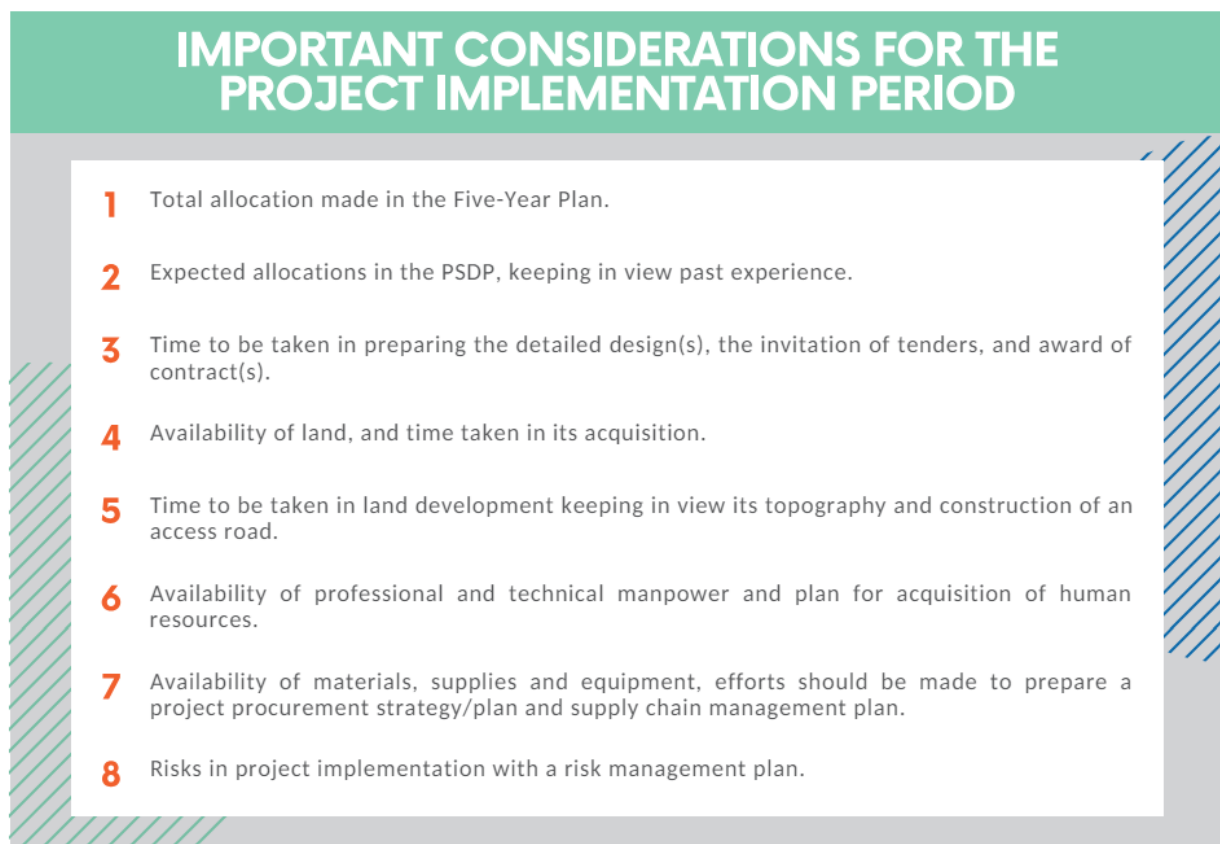 IMPORTANT CONSIDERATIONS FOR THE
PROJECT IMPLEMENTATION PERIOD
1 Total allocation made in the Five-Year Plan.
2 Expected allocations in the PSDP, keeping in view past experience.
3 Time to be taken in preparing the detailed design(s), the invitation of tenders, and award of
contract(s).
4 Availability of land, and time taken in its acquisition.
5 Time to be taken in land development keeping in view its topography and construction of an
access road.
6 Availability of professional and technical manpower and plan for acquisition of human
resources.
7 Availability of materials, supplies and equipment, efforts should be made to prepare a
project procurement strategy/plan and supply chain management plan.
8 Risks in project implementation with a risk management plan.